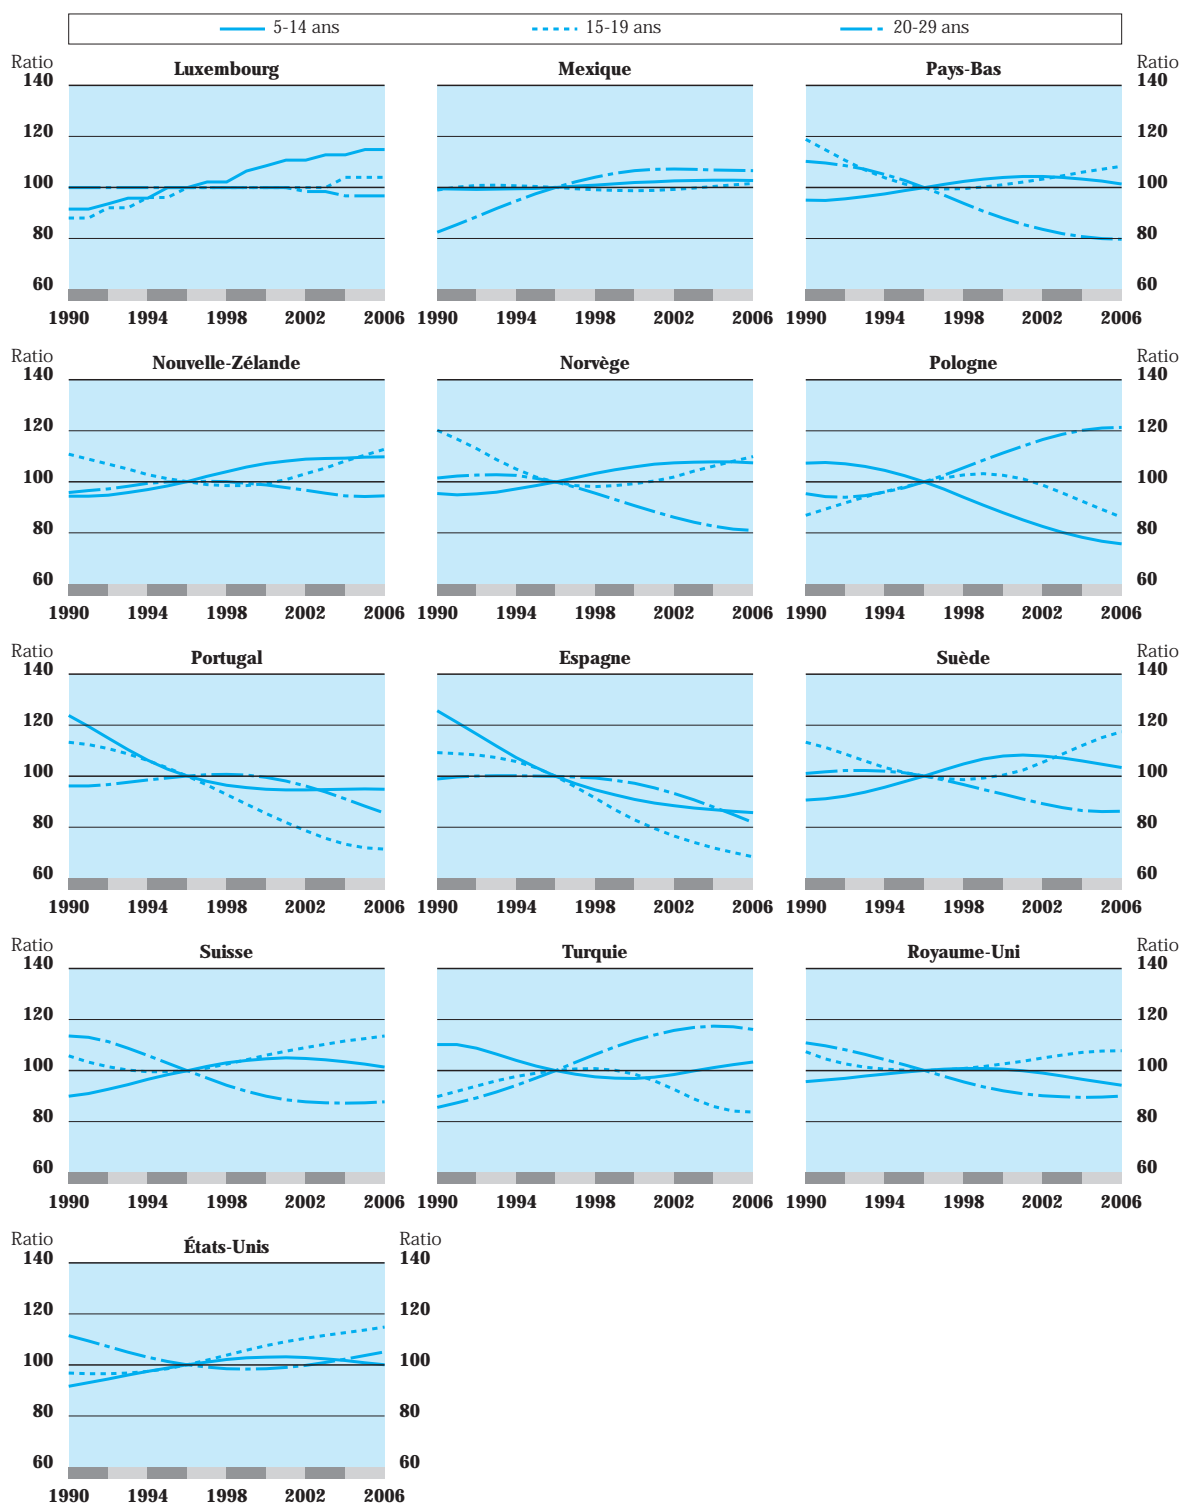 5-14 ans 15-19 ans 20-29 ans
Ratio Ratio
Luxembourg Mexique Pays-Bas
140 140
120 120
100 100
80 80
60 60
1990 1994 1998 2002 2006 1990 1994 1998 2002 2006 1990 1994 1998 2002 2006
Ratio Ratio
Nouvelle-Zélande Norvège Pologne
140 140
120 120
100 100
80 80
60 60
1990 1994 1998 2002 2006 1990 1994 1998 2002 2006 1990 1994 1998 2002 2006
Ratio Ratio
Portugal Espagne Suède
140 140
120 120
100 100
80 80
60 60
1990 1994 1998 2002 2006 1990 1994 1998 2002 2006 1990 1994 1998 2002 2006
Ratio Ratio
Suisse Turquie Royaume-Uni
140 140
120 120
100 100
80 80
60 60
1990 1994 1998 2002 2006 1990 1994 1998 2002 2006 1990 1994 1998 2002 2006
Ratio Ratio
États-Unis
140 140
120 120
100 100
80 80
60 60
1990 1994 1998 2002 2006